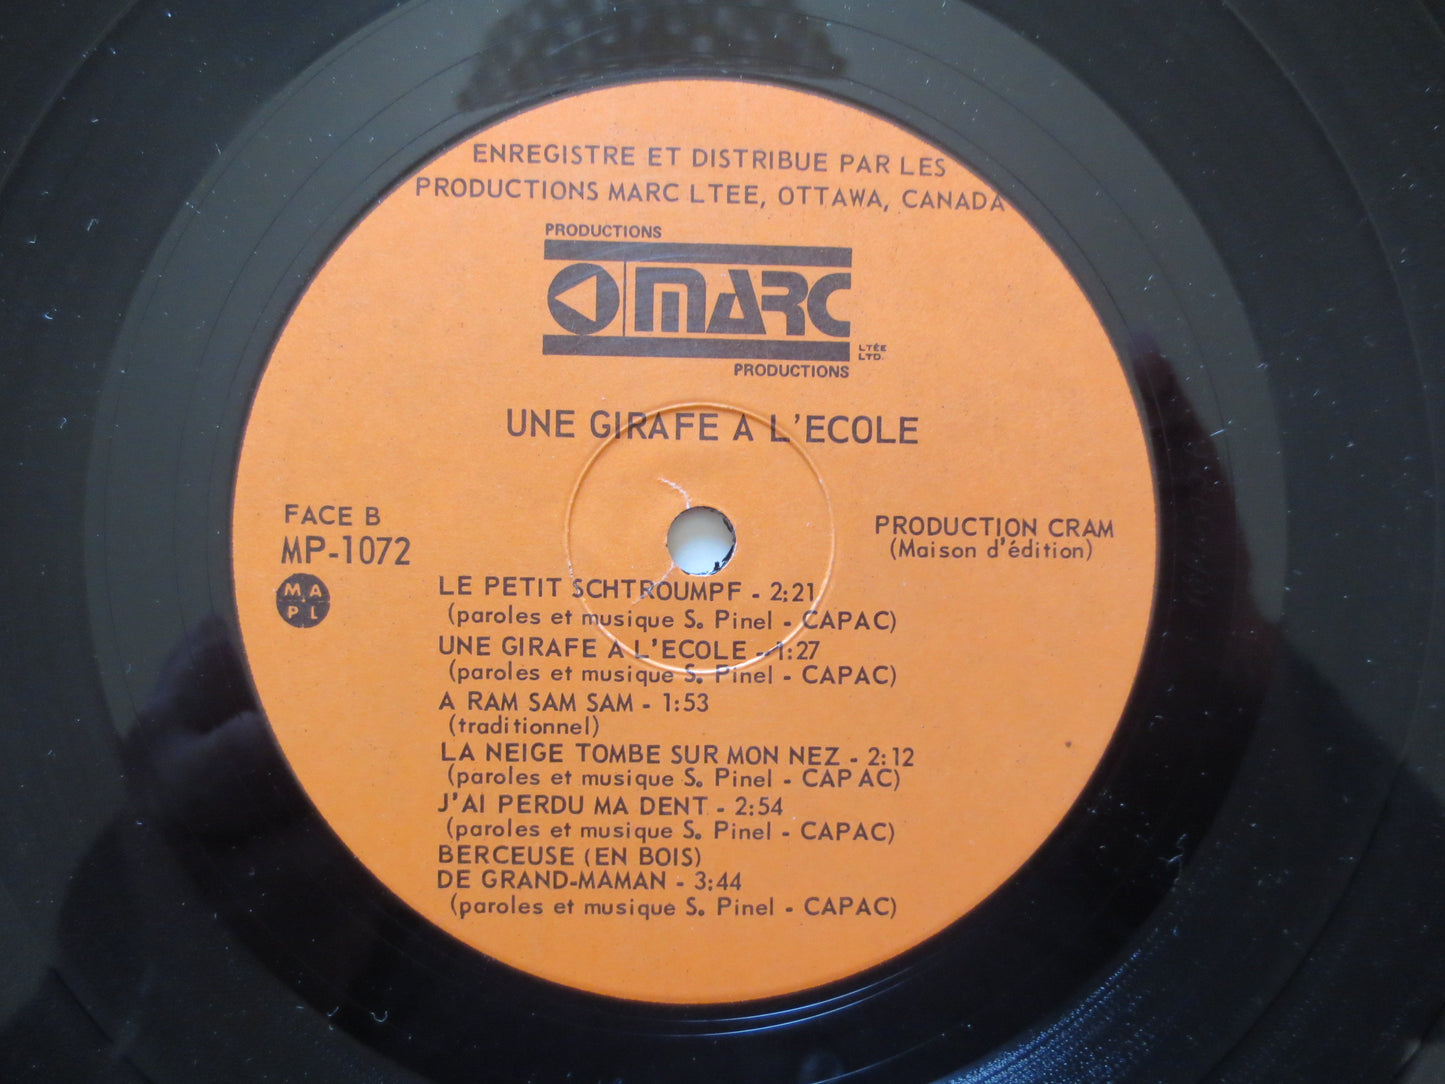 ENREGISTRE ET DISTRIBUE PAR LES
PRODUCTIONS MARC LTEE, OTTAWA, CANADA
PRODUCTIONS
MARC
LTÉE
LTD.
PRODUCTIONS
UNE GIRAFE A L'ECOLE
FACE B
MP-1072
PRODUCTION CRAM
(Maison d'édition)
M A
P L
LE PETIT SCHTROUMPF - 2:21
(paroles et musique S. Pinel - CAPAC)
UNE GIRAFE A L'ECOLE - 1:27
(paroles et musique S. Pinel - CAPAC)
A RAM SAM SAM - 1:53
(traditionnel)
LA NEIGE TOMBE SUR MON NEZ - 2:12
(paroles et musique S. Pinel - CAPAC)
J'AI PERDU MA DENT - 2:54
(paroles et musique S. Pinel - CAPAC)
BERCEUSE (EN BOIS)
DE GRAND-MAMAN - 3:44
(paroles et musique S. Pinel - CAPAC)